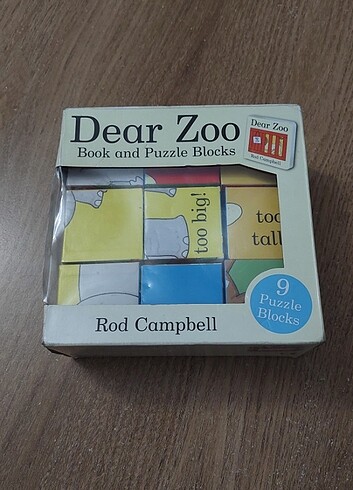 Dear Zoo
Book and Puzzle Blocks
Dear Zoo
Rod Campbell
too big!
too
tall
9
Puzzle
Blocks
Rod Campbell